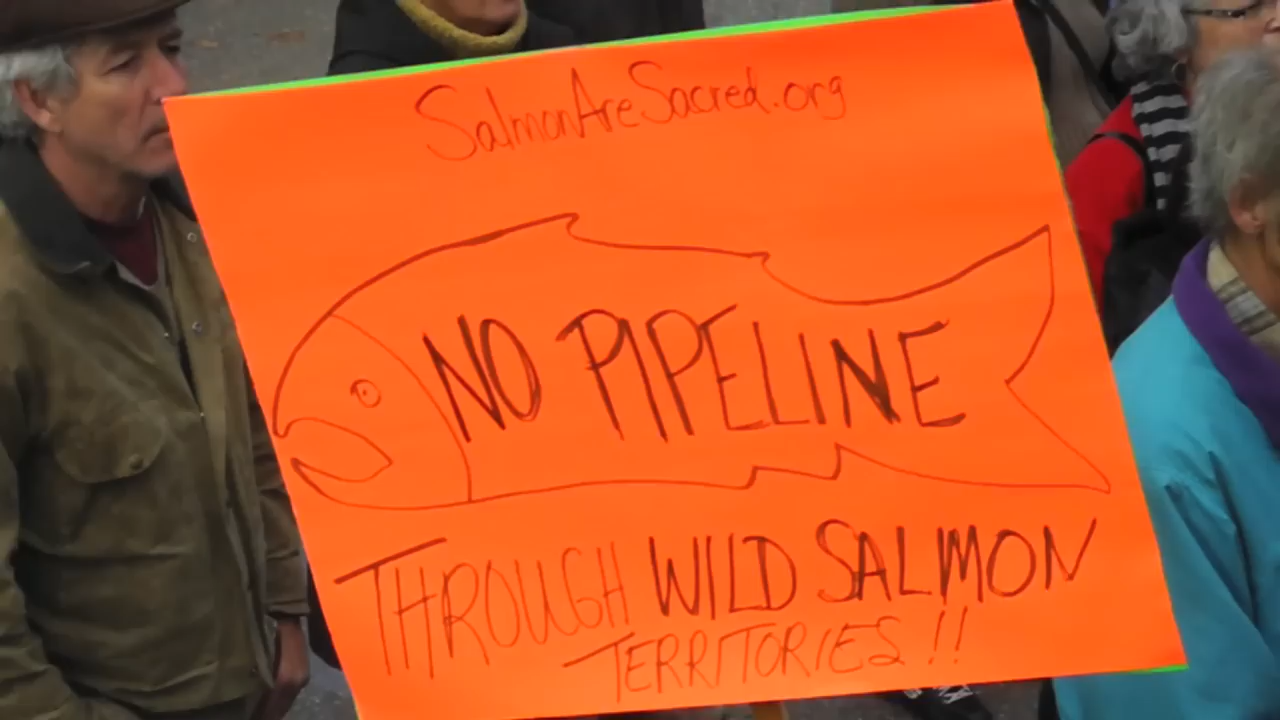 SalmonAreSacred.org
NO PIPELINE
THROUGH WILD SALMON
TERRITORIES!!